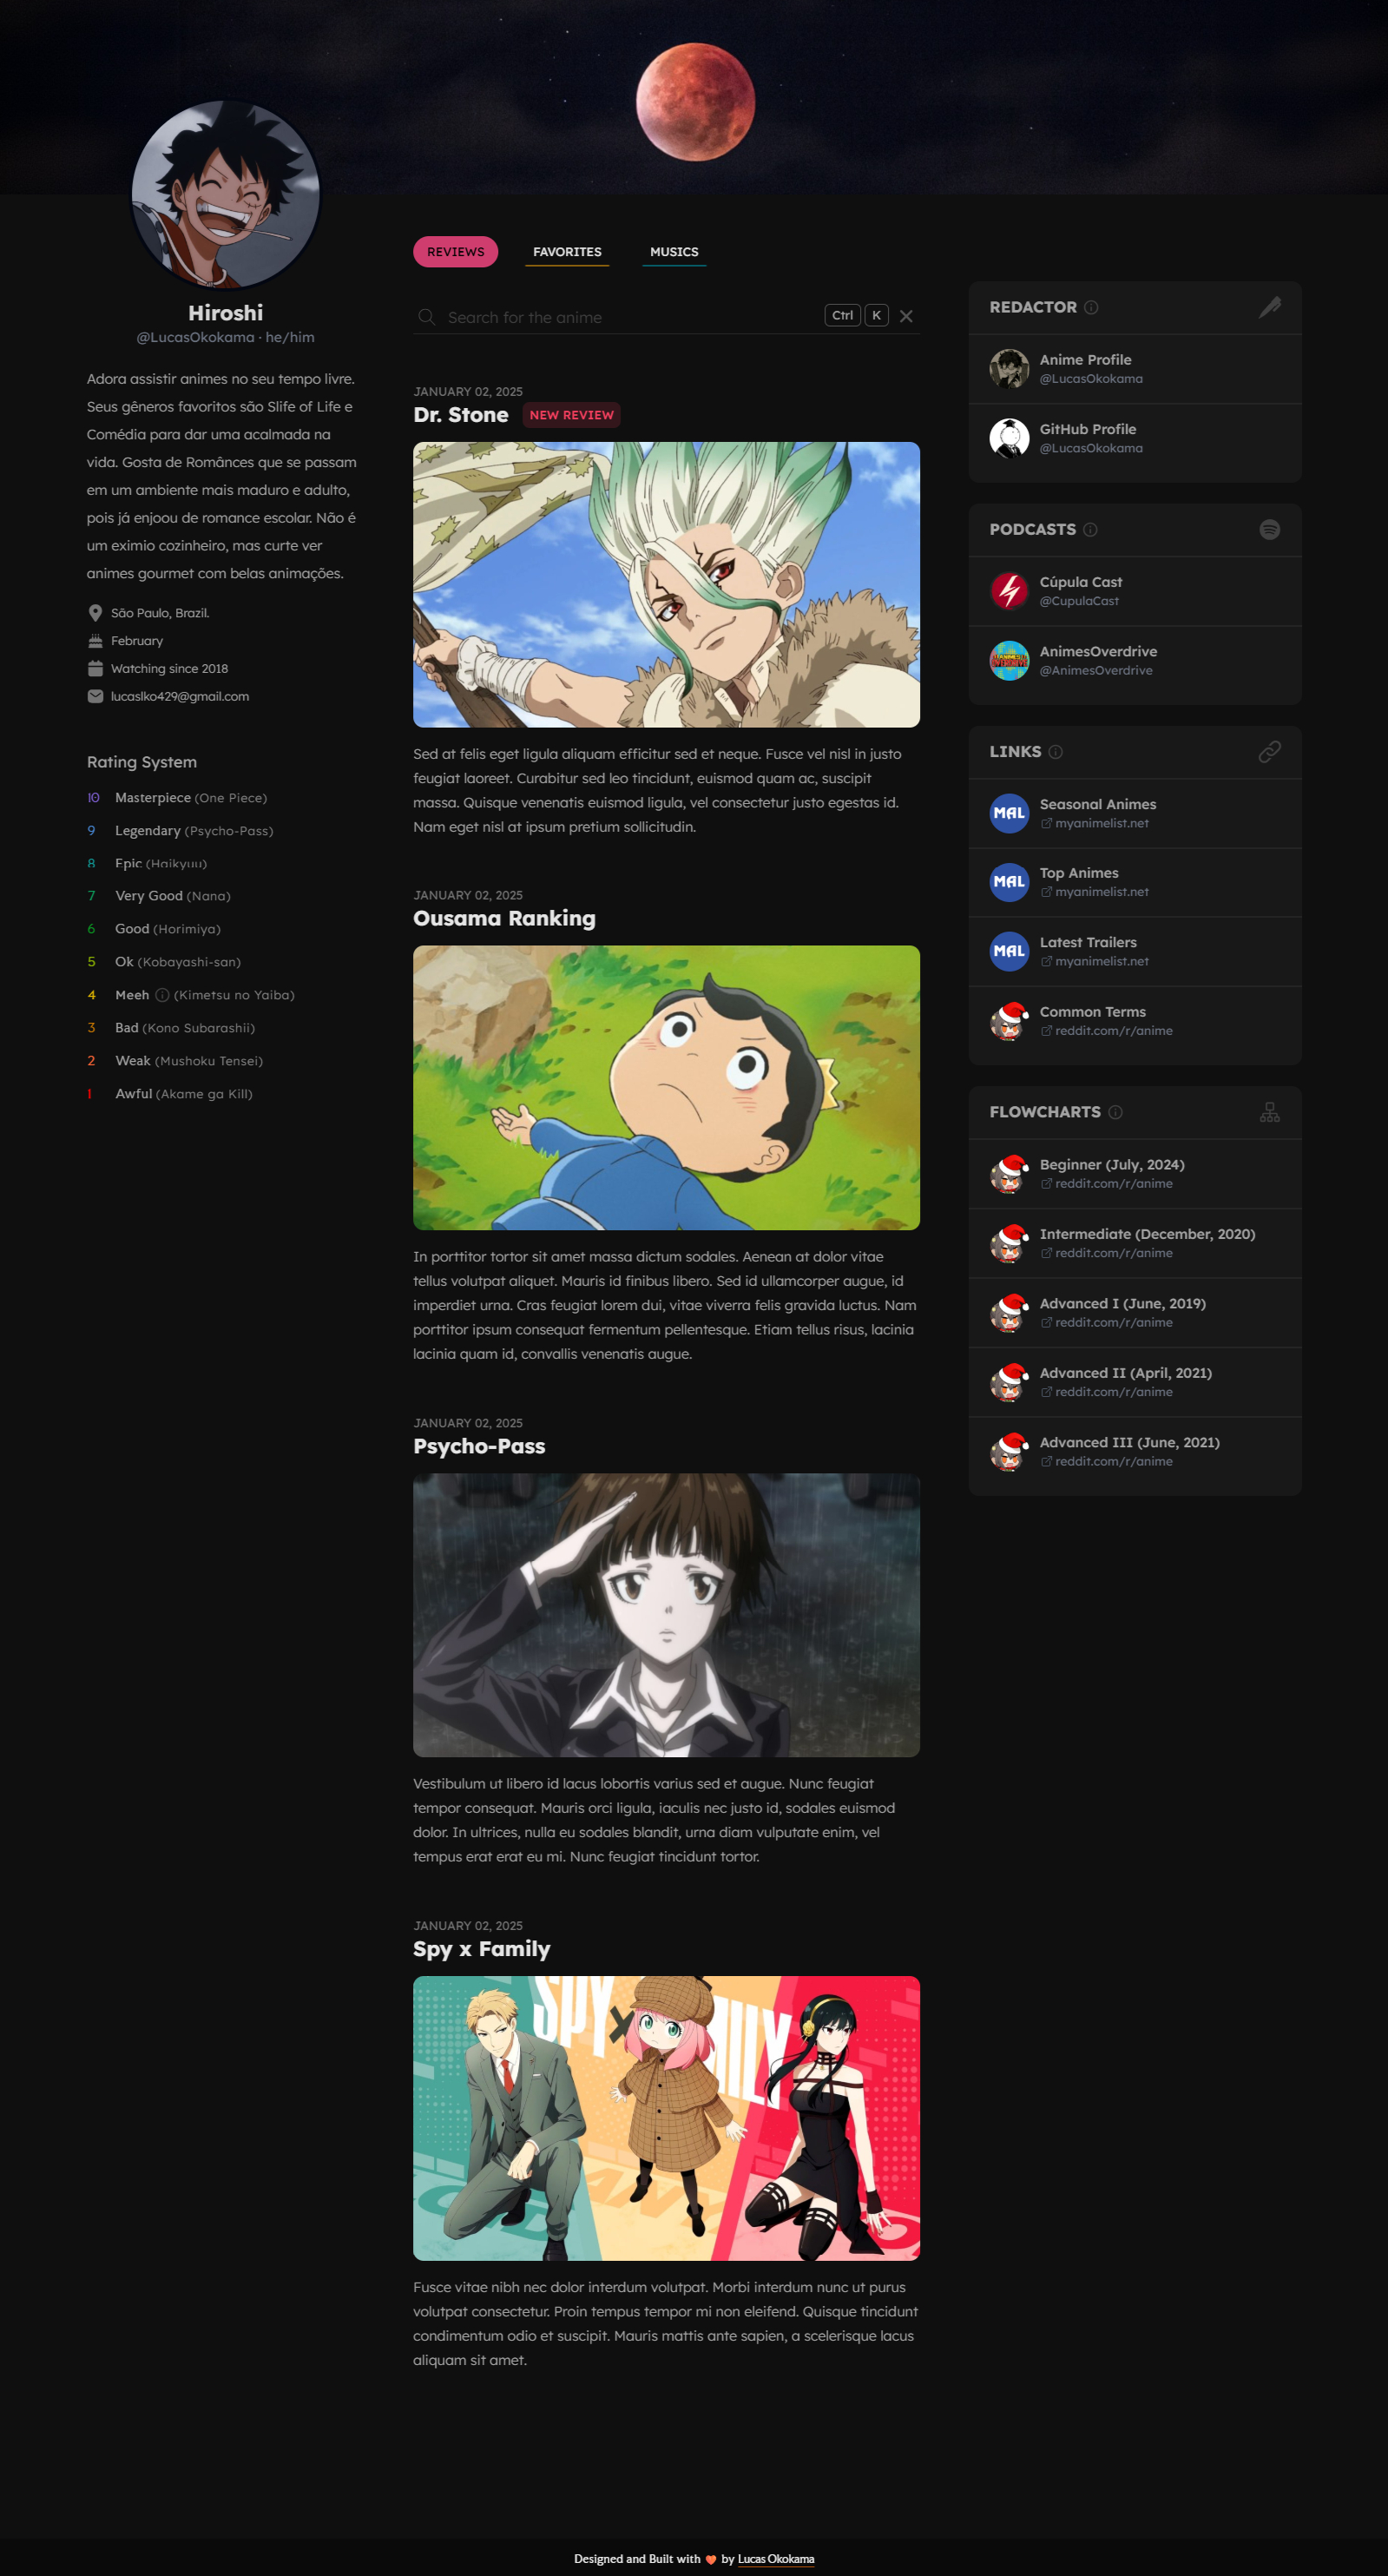 Hiroshi
@LucasOkokama · he/him
Adora assistir animes no seu tempo livre.
Seus gêneros favoritos são Slife of Life e
Comédia para dar uma acalmada na
vida. Gosta de Românces que se passam
em um ambiente mais maduro e adulto,
pois já enjoou de romance escolar. Não é
um eximio cozinheiro, mas curte ver
animes gourmet com belas animações.
São Paulo, Brazil.
February
Watching since 2018
lucaslko429@gmail.com
Rating System
10 Masterpiece (One Piece)
9 Legendary (Psycho-Pass)
8 Epic (Haikyuu)
7 Very Good (Nana)
6 Good (Horimiya)
5 Ok (Kobayashi-san)
4 Meeh (Kimetsu no Yaiba)
3 Bad (Kono Subarashii)
2 Weak (Mushoku Tensei)
1 Awful (Akame ga Kill)
REVIEWS FAVORITES MUSICS
Search for the anime Ctrl K
JANUARY 02, 2025
Dr. Stone NEW REVIEW
Sed at felis eget ligula aliquam efficitur sed et neque. Fusce vel nisl in justo
feugiat laoreet. Curabitur sed leo tincidunt, euismod quam ac, suscipit
massa. Quisque venenatis euismod ligula, vel consectetur justo egestas id.
Nam eget nisl at ipsum pretium sollicitudin.
JANUARY 02, 2025
Ousama Ranking
In porttitor tortor sit amet massa dictum sodales. Aenean at dolor vitae
tellus volutpat aliquet. Mauris id finibus libero. Sed id ullamcorper augue, id
imperdiet urna. Cras feugiat lorem dui, vitae viverra felis gravida luctus. Nam
porttitor ipsum consequat fermentum pellentesque. Etiam tellus risus, lacinia
lacinia quam id, convallis venenatis augue.
JANUARY 02, 2025
Psycho-Pass
Vestibulum ut libero id lacus lobortis varius sed et augue. Nunc feugiat
tempor consequat. Mauris orci ligula, iaculis nec justo id, sodales euismod
dolor. In ultrices, nulla eu sodales blandit, urna diam vulputate enim, vel
tempus erat erat eu mi. Nunc feugiat tincidunt tortor.
JANUARY 02, 2025
Spy x Family
SPY
Fusce vitae nibh nec dolor interdum volutpat. Morbi interdum nunc ut purus
volutpat consectetur. Proin tempus tempor mi non eleifend. Quisque tincidunt
condimentum odio et suscipit. Mauris mattis ante sapien, a scelerisque lacus
aliquam sit amet.
REDACTOR
Anime Profile
@LucasOkokama
GitHub Profile
@LucasOkokama
PODCASTS
Cúpula Cast
@CupulaCast
AnimesOverdrive
@AnimesOverdrive
LINKS
MAL
Seasonal Animes
myanimelist.net
MAL
Top Animes
myanimelist.net
MAL
Latest Trailers
myanimelist.net
Common Terms
reddit.com/r/anime
FLOWCHARTS
Beginner (July, 2024)
reddit.com/r/anime
Intermediate (December, 2020)
reddit.com/r/anime
Advanced I (June, 2019)
reddit.com/r/anime
Advanced II (April, 2021)
reddit.com/r/anime
Advanced III (June, 2021)
reddit.com/r/anime
Designed and Built with by Lucas Okokama